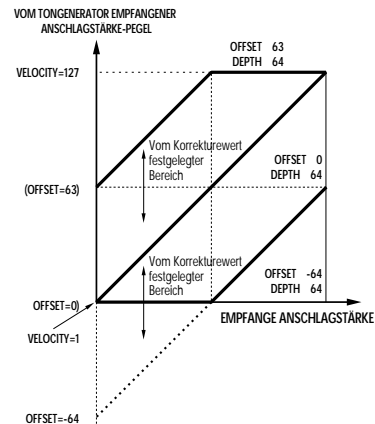 VOM TONGENERATOR EMPFANGENER
ANSCHLAGSTÄRKE-PEGEL
OFFSET 63
DEPTH 64
VELOCITY=127
Vom Korrekturewert
festgelegter
Bereich
OFFSET 0
DEPTH 64
(OFFSET=63)
Vom Korrekturewert
festgelegter
Bereich
OFFSET -64
DEPTH 64
OFFSET=0)
EMPFANGE ANSCHLAGSTÄRKE
VELOCITY=1
OFFSET=-64